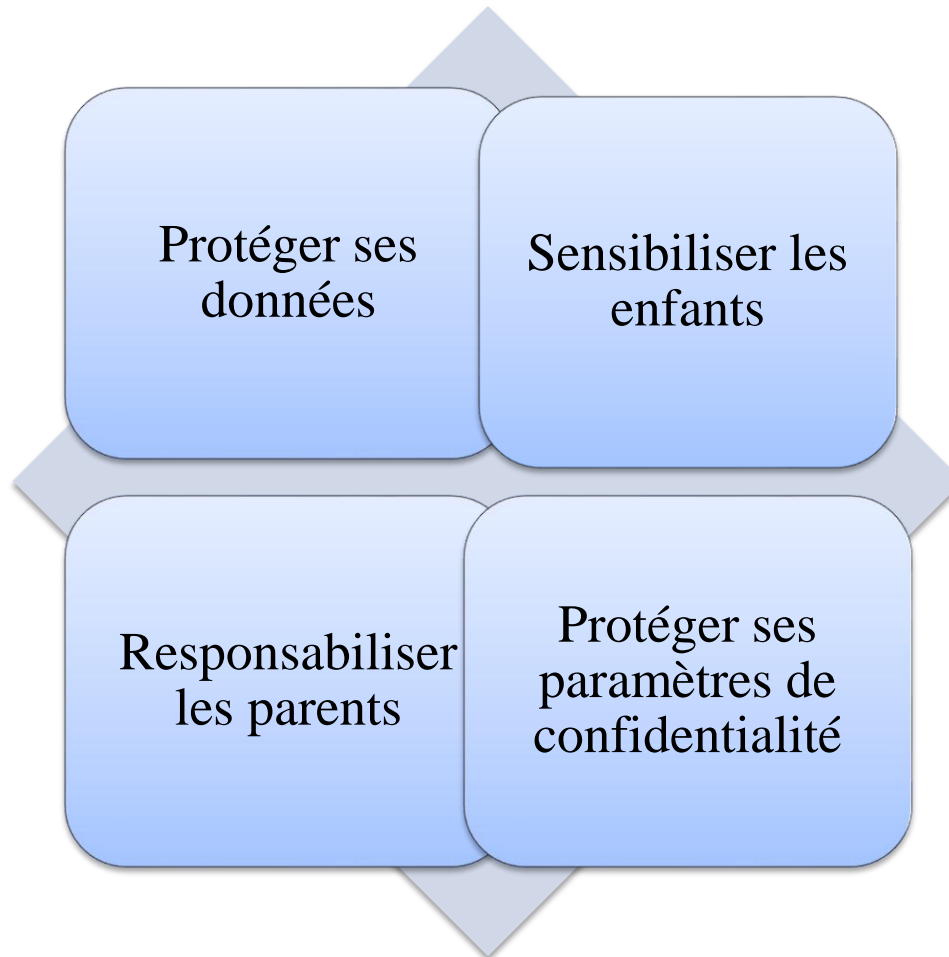 Protéger ses
données
Sensibiliser les
enfants
Responsabiliser
les parents
Protéger ses
paramètres de
confidentialité